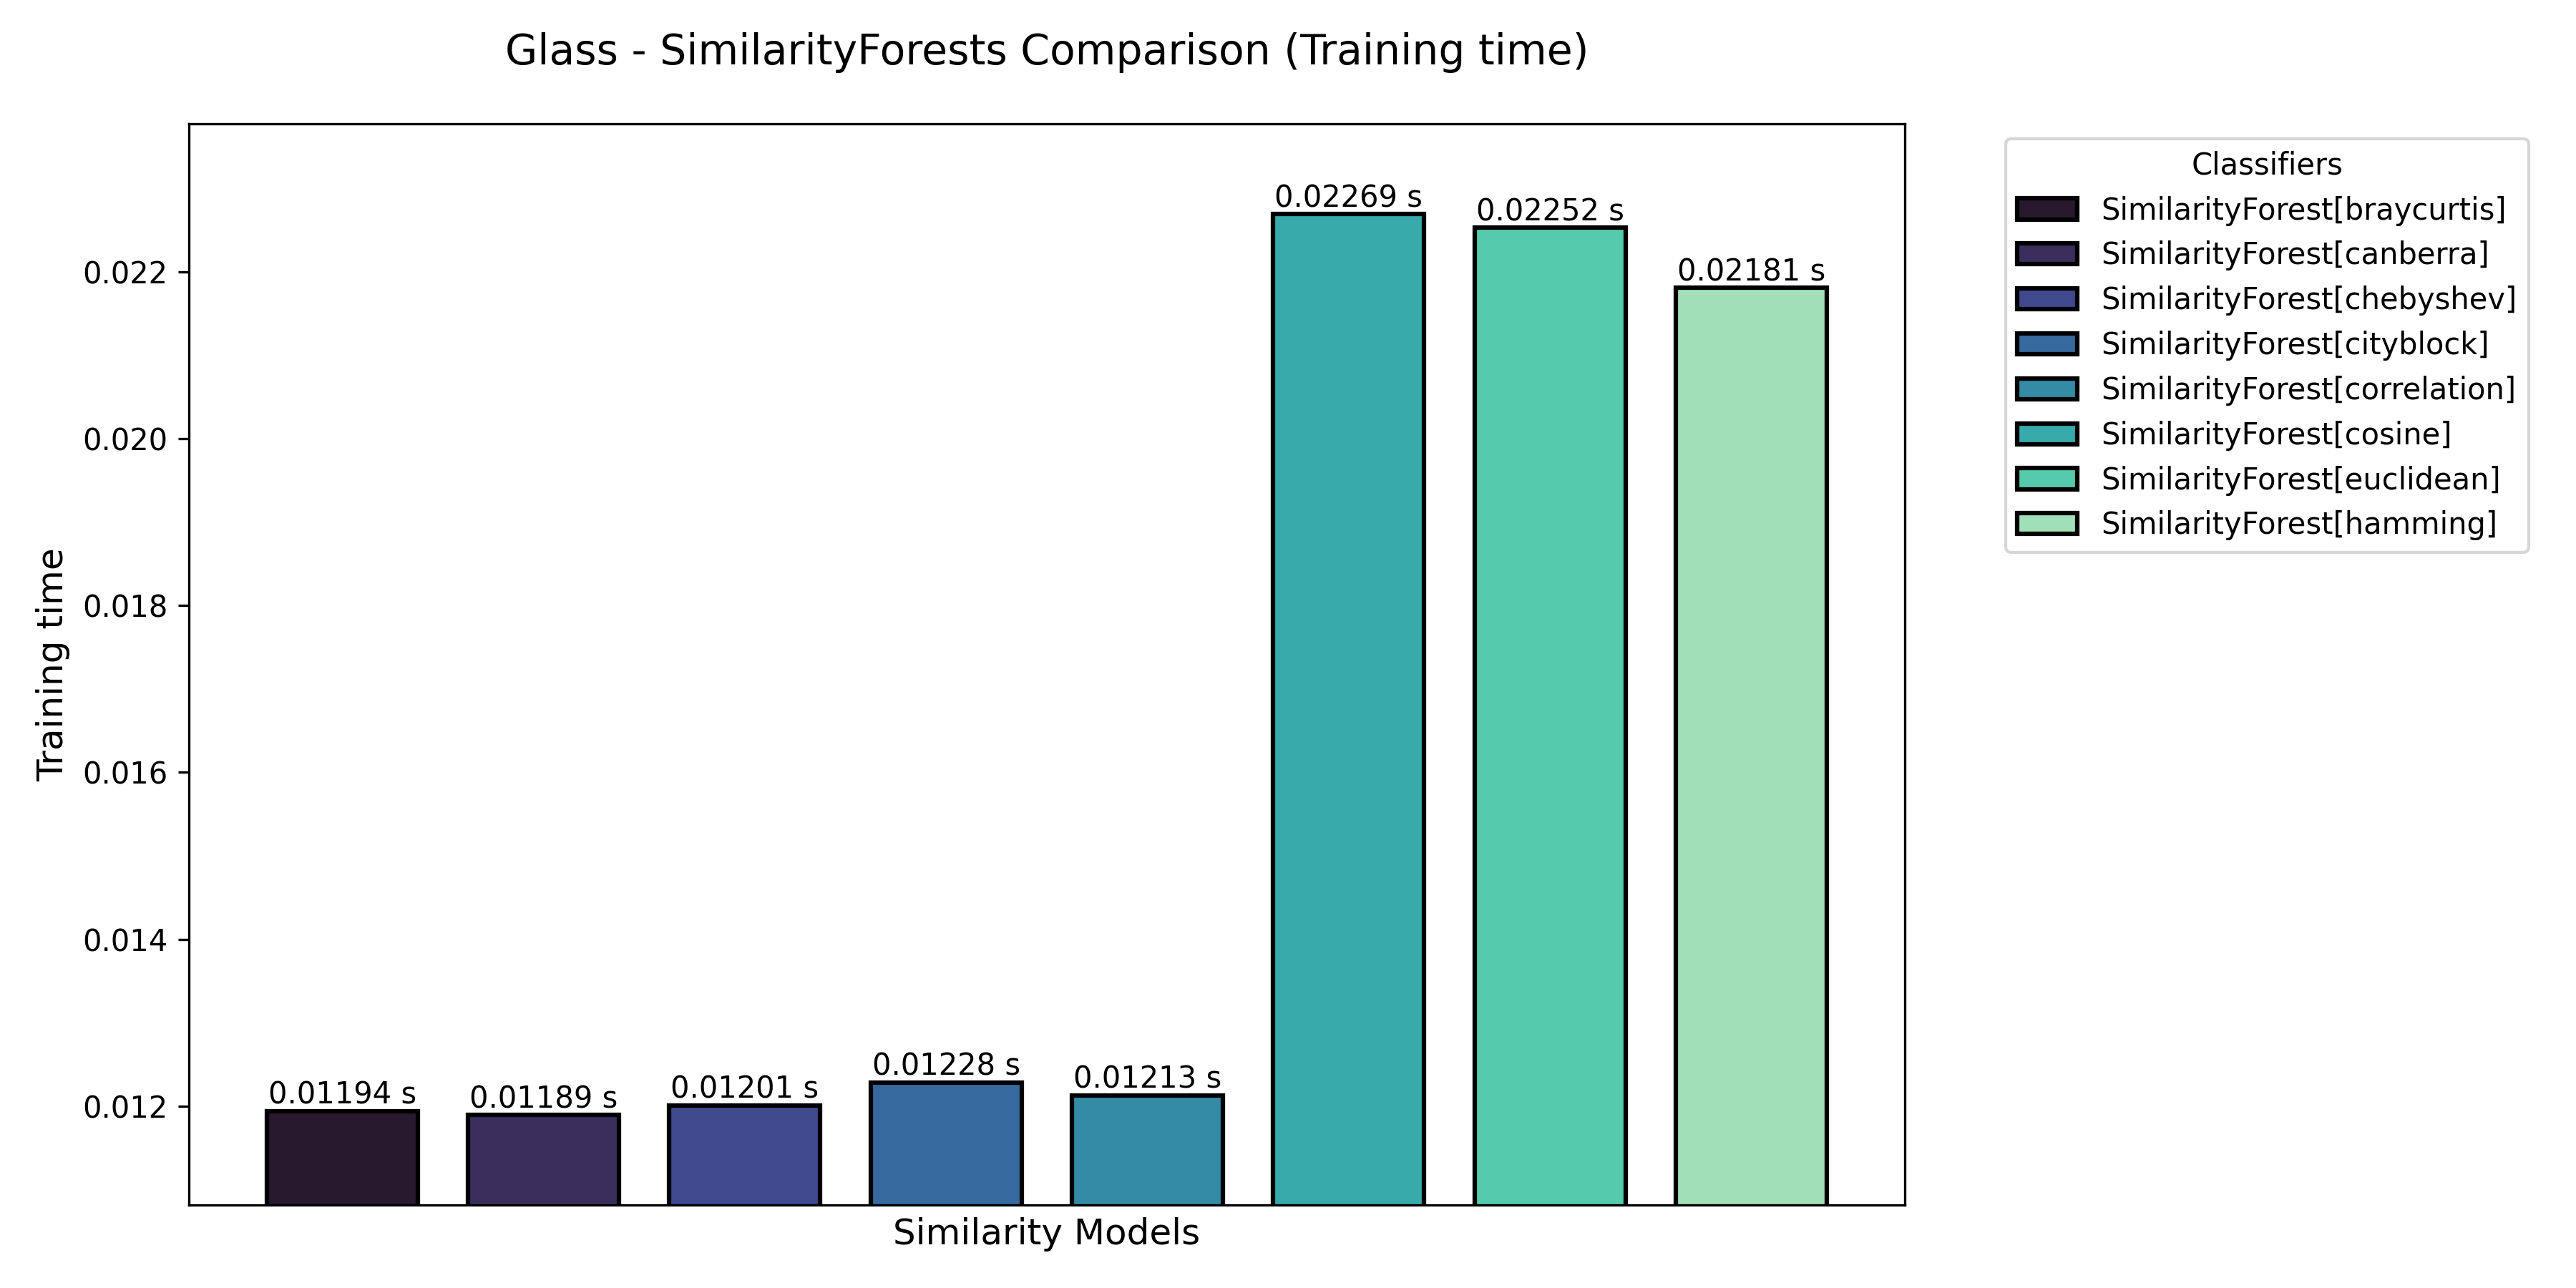 Glass - SimilarityForests Comparison (Training time)
Training time
0.022
0.020
0.018
0.016
0.014
0.012
0.01194 s
0.01189 s
0.01201 s
0.01228 s
0.01213 s
0.02269 s
0.02252 s
0.02181 s
Similarity Models
Classifiers
SimilarityForest[braycurtis]
SimilarityForest[canberra]
SimilarityForest[chebyshev]
SimilarityForest[cityblock]
SimilarityForest[correlation]
SimilarityForest[cosine]
SimilarityForest[euclidean]
SimilarityForest[hamming]